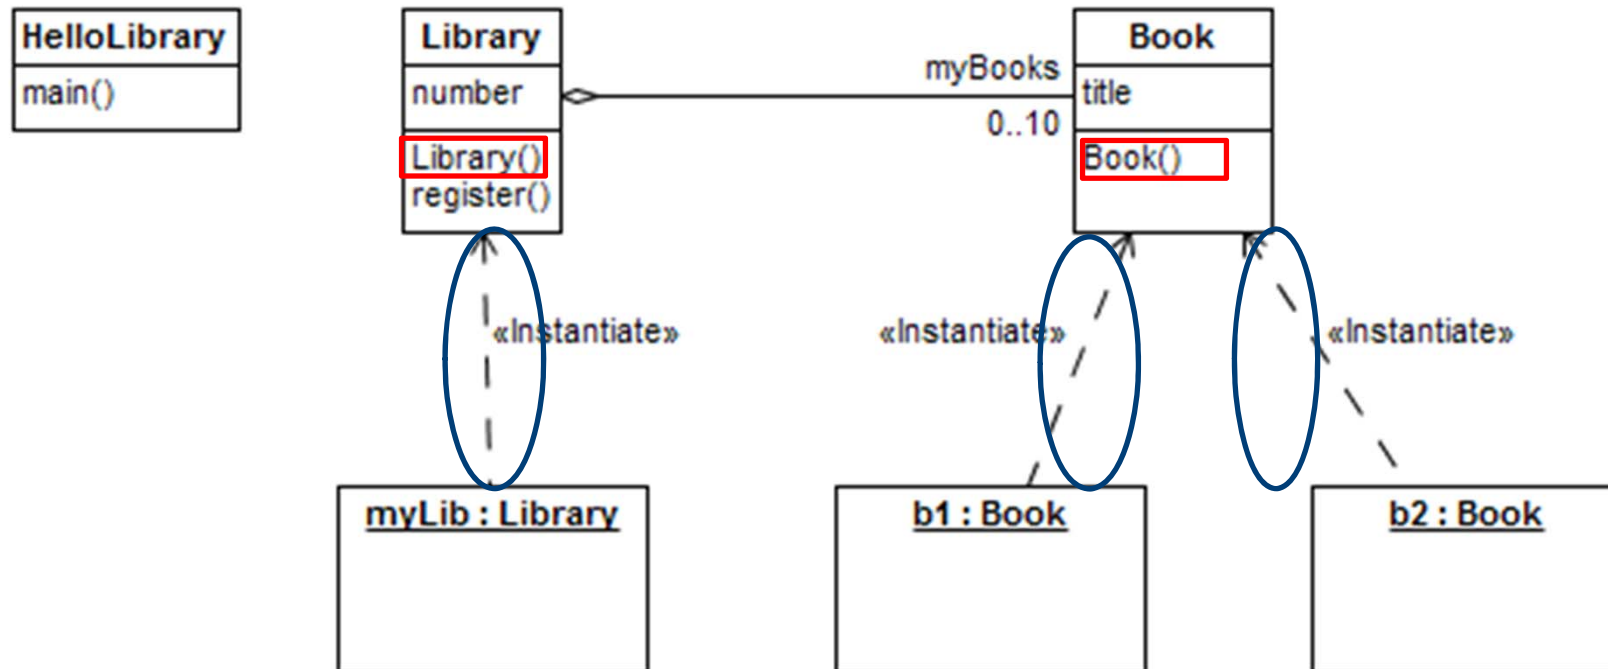 HelloLibrary
main()
Library
number
Library()
register()
myBooks
0..10
Book
title
Book()
«Instantiate»
«Instantiate»
«Instantiate»
myLib : Library
b1 : Book
b2 : Book